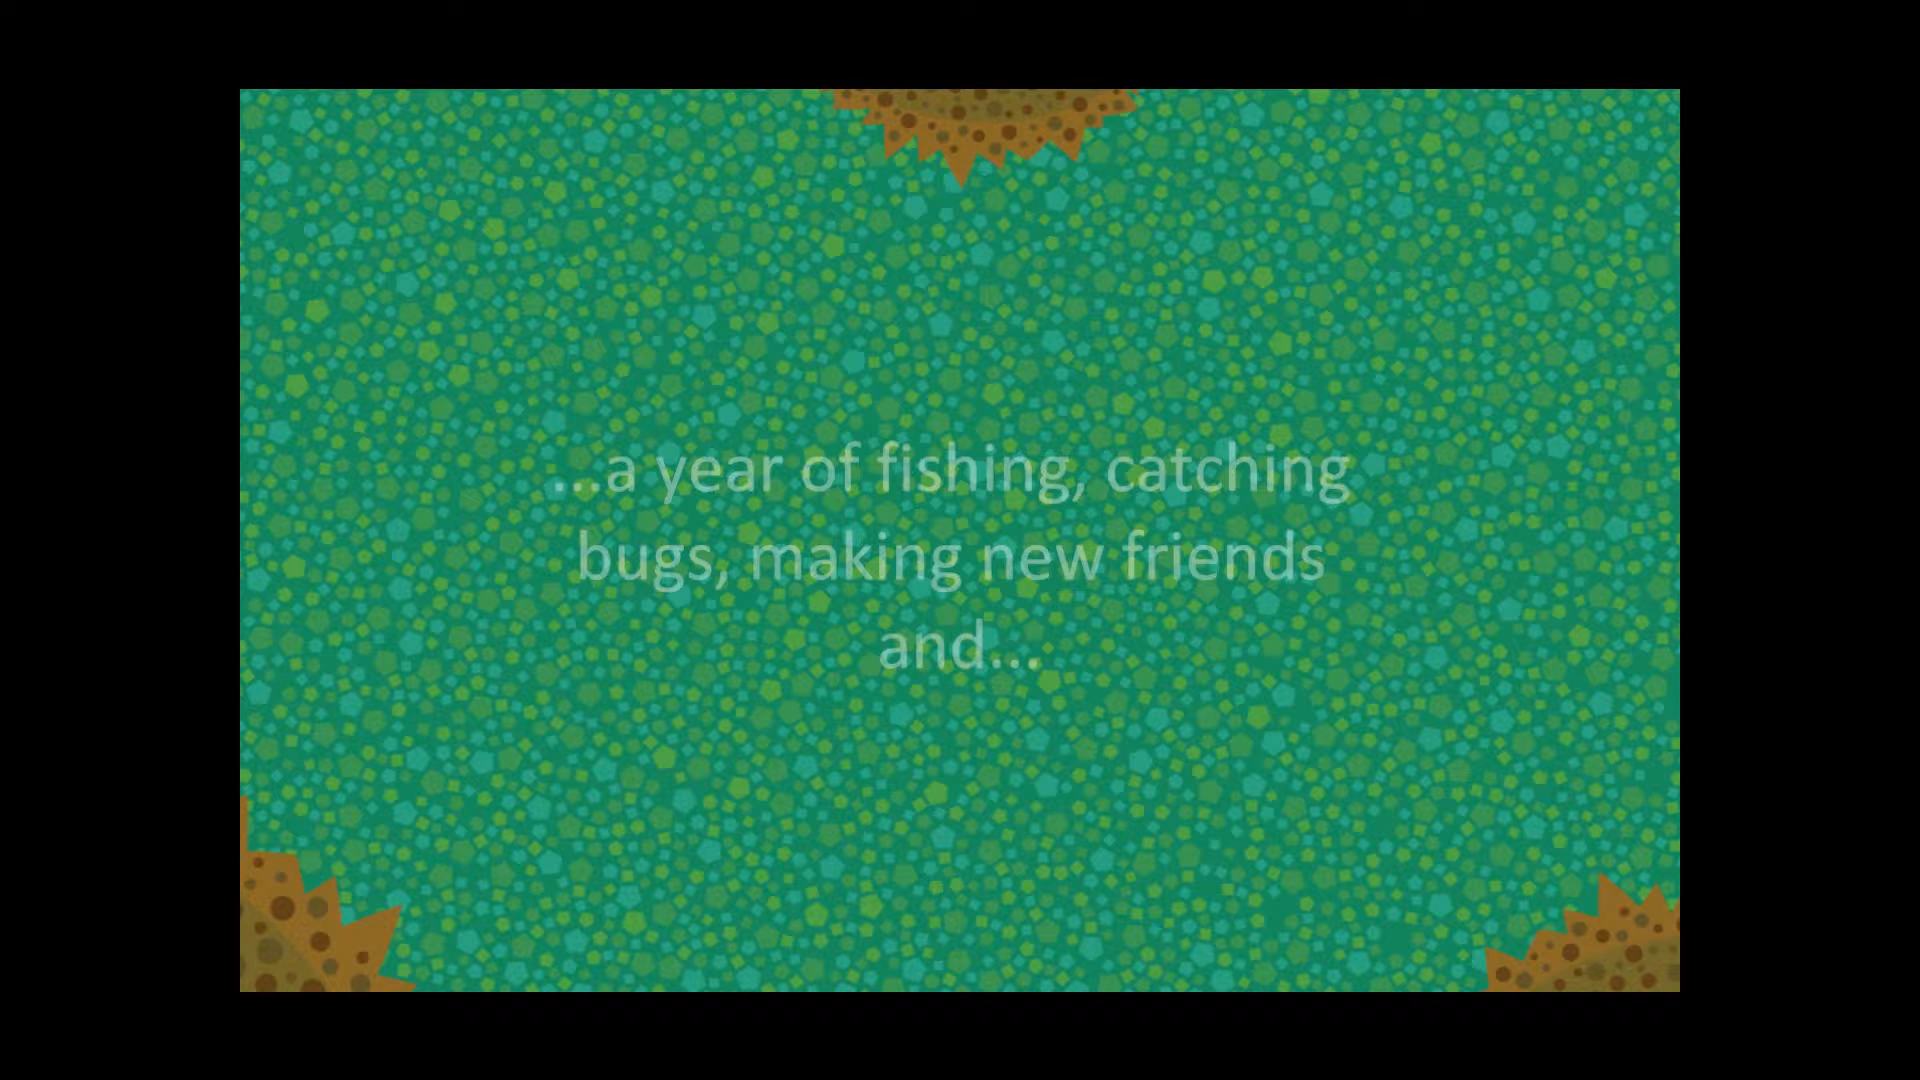 ...a year of fishing, catching
bugs, making new friends
and...